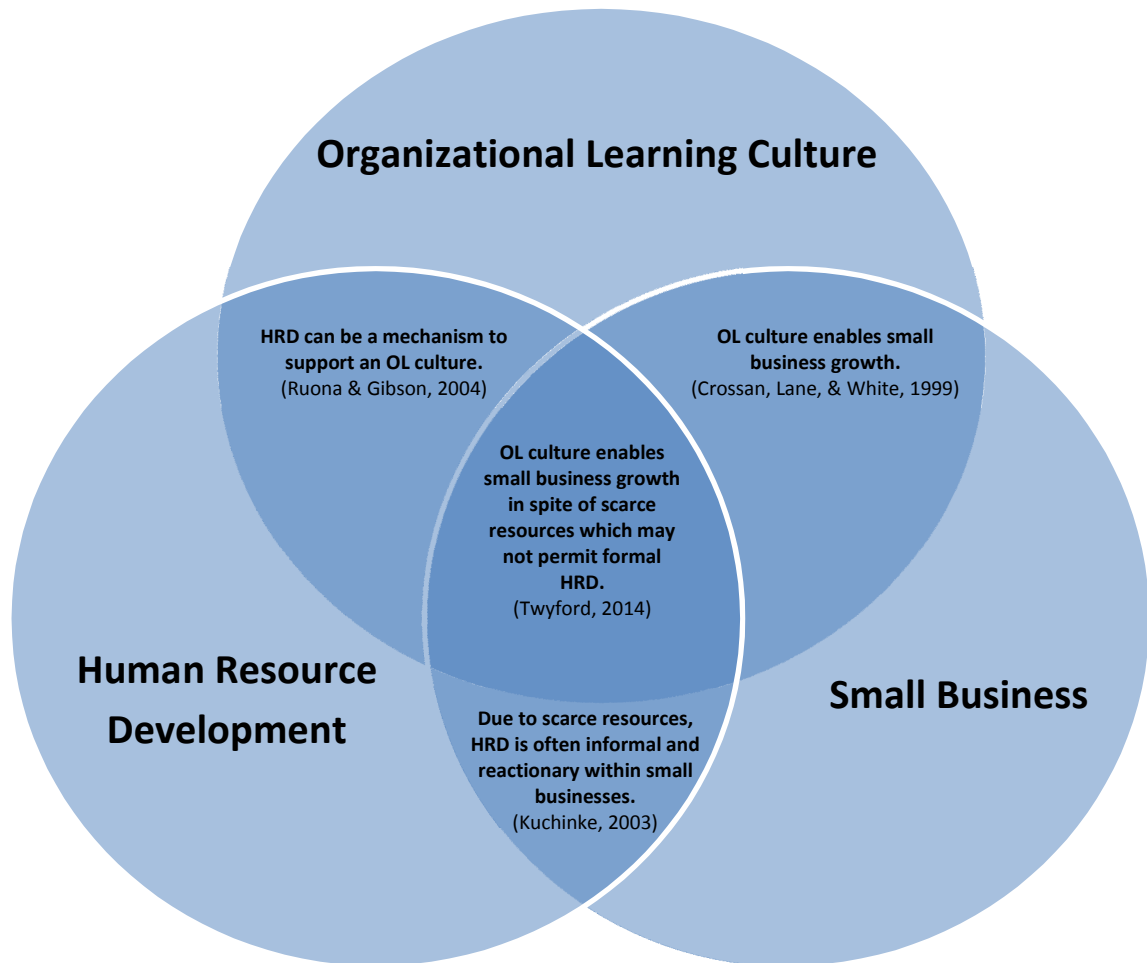 Organizational Learning Culture
HRD can be a mechanism to
support an OL culture.
(Ruona & Gibson, 2004)
OL culture enables small
business growth.
(Crossan, Lane, & White, 1999)
OL culture enables
small business growth
in spite of scarce
resources which may
not permit formal
HRD.
(Twyford, 2014)
Human Resource
Development
Small Business
Due to scarce resources,
HRD is often informal and
reactionary within small
businesses.
(Kuchinke, 2003)